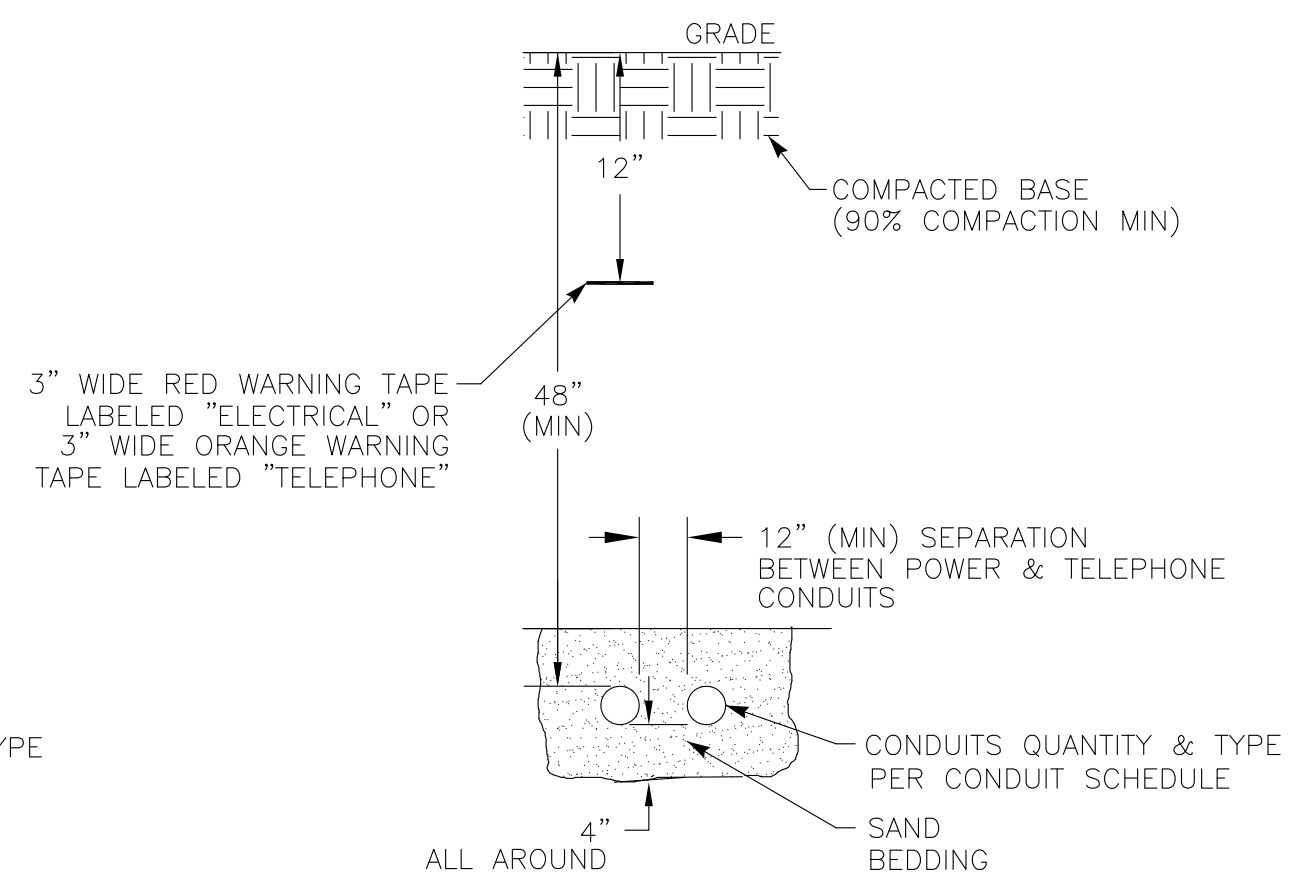 GRADE
12”
COMPACTED BASE
(90% COMPACTION MIN)
3” WIDE RED WARNING TAPE
LABELED ”ELECTRICAL” OR
3” WIDE ORANGE WARNING
TAPE LABELED ”TELEPHONE”
48”
(MIN)
12” (MIN) SEPARATION
BETWEEN POWER & TELEPHONE
CONDUITS
CONDUITS QUANTITY & TYPE
PER CONDUIT SCHEDULE
4”
ALL AROUND
SAND
BEDDING